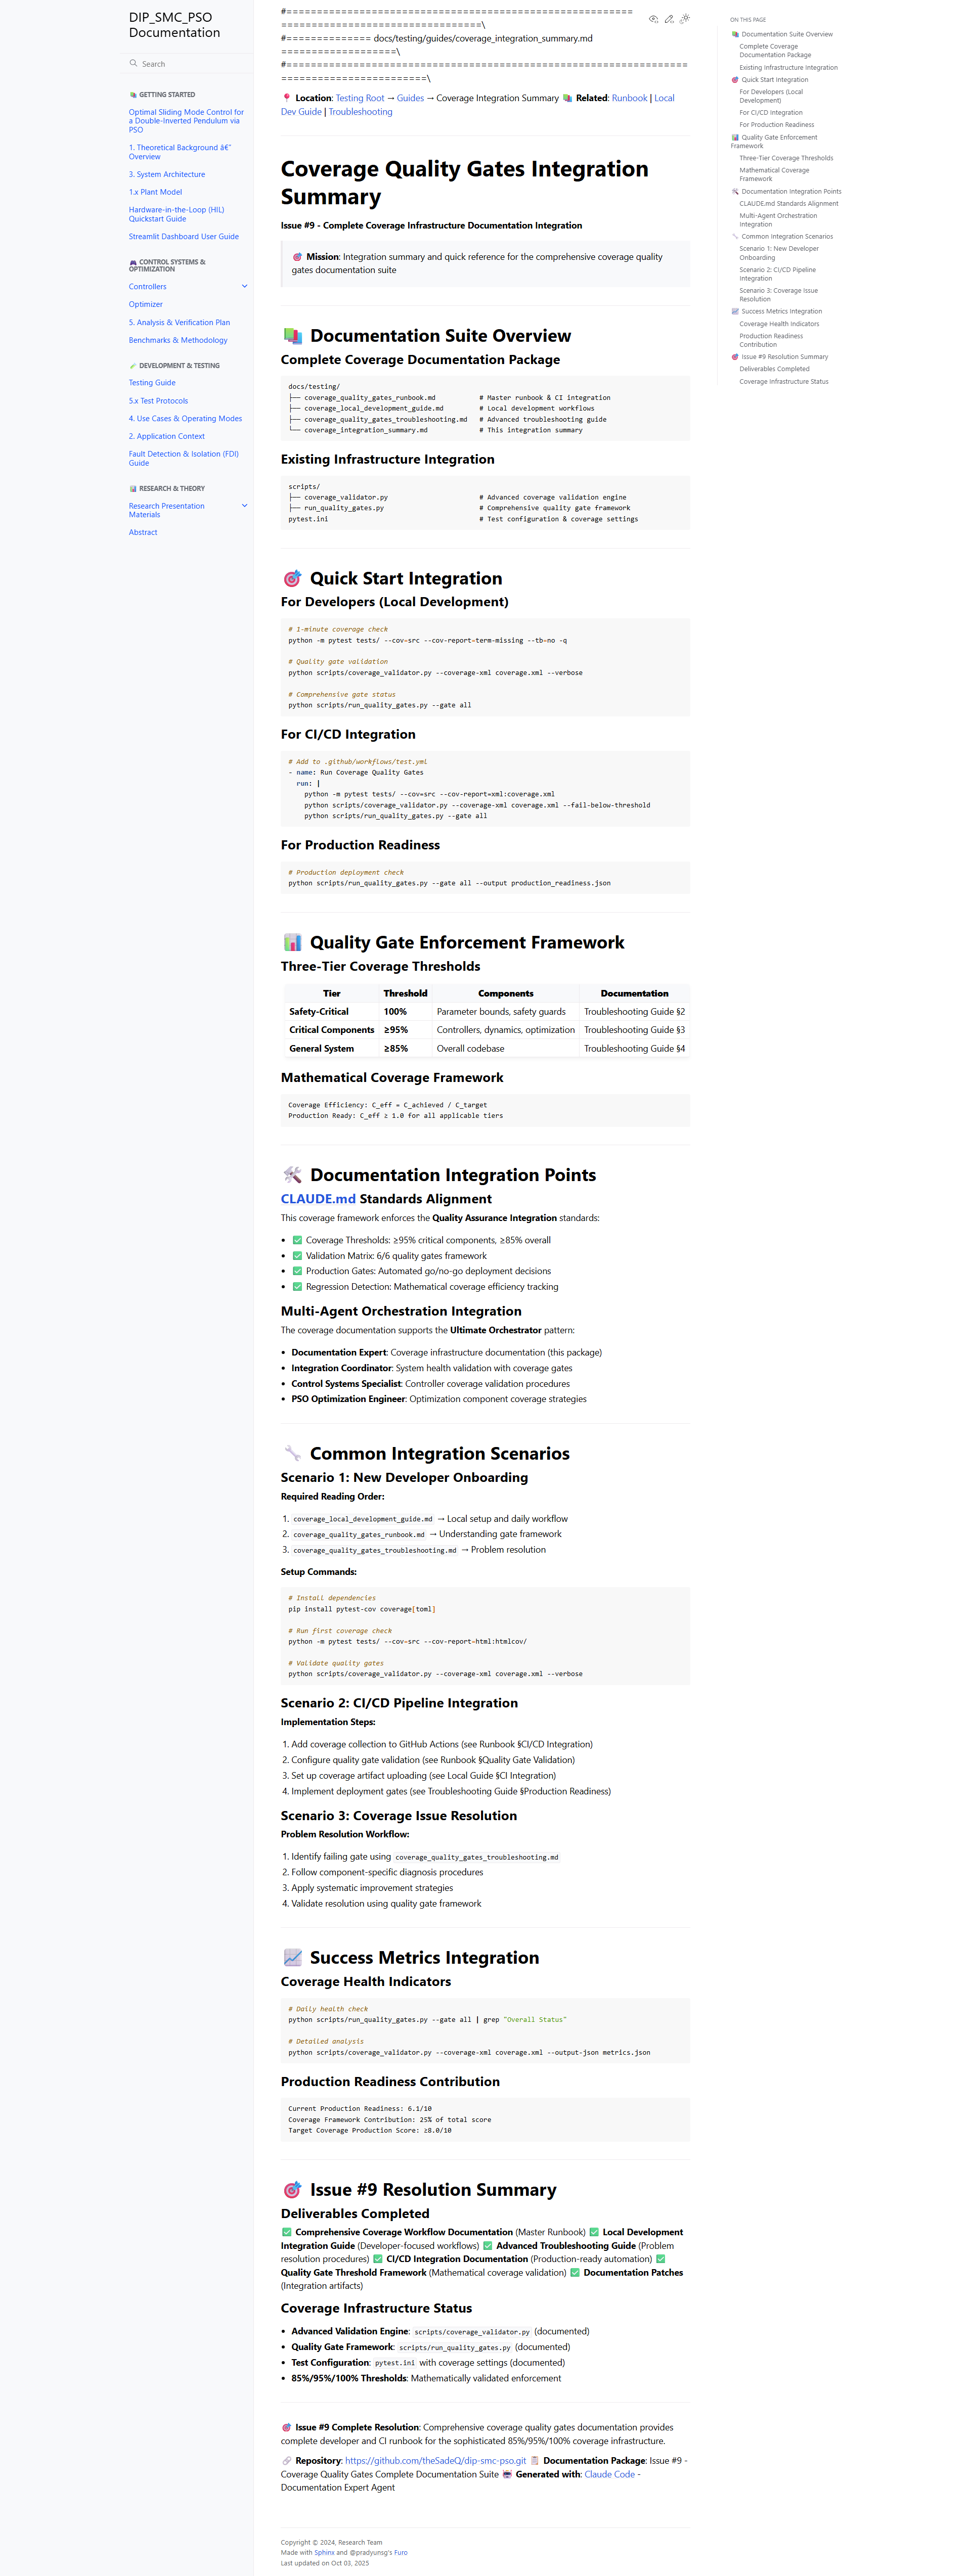 DIP_SMC_PSO
Documentation
Search
📚 GETTING STARTED
Optimal Sliding Mode Control for
a Double-Inverted Pendulum via
PSO
1. Theoretical Background â€“
Overview
3. System Architecture
1.x Plant Model
Hardware-in-the-Loop (HIL)
Quickstart Guide
Streamlit Dashboard User Guide
🎮 CONTROL SYSTEMS &
OPTIMIZATION
Controllers
Optimizer
5. Analysis & Verification Plan
Benchmarks & Methodology
🧪 DEVELOPMENT & TESTING
Testing Guide
5.x Test Protocols
4. Use Cases & Operating Modes
2. Application Context
Fault Detection & Isolation (FDI)
Guide
📊 RESEARCH & THEORY
Research Presentation
Materials
Abstract
#==========================================================
=================================\
#============== docs/testing/guides/coverage_integration_summary.md
===================\
#===================================================================
========================\
📍 Location: Testing Root → Guides → Coverage Integration Summary 📚 Related: Runbook | Local
Dev Guide | Troubleshooting
Coverage Quality Gates Integration
Summary
Issue #9 - Complete Coverage Infrastructure Documentation Integration
🎯 Mission: Integration summary and quick reference for the comprehensive coverage quality
gates documentation suite
📚 Documentation Suite Overview
Complete Coverage Documentation Package
docs/testing/
├── coverage_quality_gates_runbook.md # Master runbook & CI integration
├── coverage_local_development_guide.md # Local development workflows
├── coverage_quality_gates_troubleshooting.md # Advanced troubleshooting guide
└── coverage_integration_summary.md # This integration summary
Existing Infrastructure Integration
scripts/
├── coverage_validator.py # Advanced coverage validation engine
├── run_quality_gates.py # Comprehensive quality gate framework
pytest.ini # Test configuration & coverage settings
🎯 Quick Start Integration
For Developers (Local Development)
# 1-minute coverage check
python -m pytest tests/ --cov=src --cov-report=term-missing --tb=no -q
# Quality gate validation
python scripts/coverage_validator.py --coverage-xml coverage.xml --verbose
# Comprehensive gate status
python scripts/run_quality_gates.py --gate all
For CI/CD Integration
# Add to .github/workflows/test.yml
- name: Run Coverage Quality Gates
run: |
python -m pytest tests/ --cov=src --cov-report=xml:coverage.xml
python scripts/coverage_validator.py --coverage-xml coverage.xml --fail-below-threshold
python scripts/run_quality_gates.py --gate all
For Production Readiness
# Production deployment check
python scripts/run_quality_gates.py --gate all --output production_readiness.json
📊 Quality Gate Enforcement Framework
Three-Tier Coverage Thresholds
Tier Threshold Components Documentation
Safety-Critical 100% Parameter bounds, safety guards Troubleshooting Guide §2
Critical Components ≥95% Controllers, dynamics, optimization Troubleshooting Guide §3
General System ≥85% Overall codebase Troubleshooting Guide §4
Mathematical Coverage Framework
Coverage Efficiency: C_eff = C_achieved / C_target
Production Ready: C_eff ≥ 1.0 for all applicable tiers
🛠️ Documentation Integration Points
CLAUDE.md Standards Alignment
This coverage framework enforces the Quality Assurance Integration standards:
• ✅ Coverage Thresholds: ≥95% critical components, ≥85% overall
• ✅ Validation Matrix: 6/6 quality gates framework
• ✅ Production Gates: Automated go/no-go deployment decisions
• ✅ Regression Detection: Mathematical coverage efficiency tracking
Multi-Agent Orchestration Integration
The coverage documentation supports the Ultimate Orchestrator pattern:
• Documentation Expert: Coverage infrastructure documentation (this package)
• Integration Coordinator: System health validation with coverage gates
• Control Systems Specialist: Controller coverage validation procedures
• PSO Optimization Engineer: Optimization component coverage strategies
🔧 Common Integration Scenarios
Scenario 1: New Developer Onboarding
Required Reading Order:
1. coverage_local_development_guide.md → Local setup and daily workflow
2. coverage_quality_gates_runbook.md → Understanding gate framework
3. coverage_quality_gates_troubleshooting.md → Problem resolution
Setup Commands:
# Install dependencies
pip install pytest-cov coverage[toml]
# Run first coverage check
python -m pytest tests/ --cov=src --cov-report=html:htmlcov/
# Validate quality gates
python scripts/coverage_validator.py --coverage-xml coverage.xml --verbose
Scenario 2: CI/CD Pipeline Integration
Implementation Steps:
1. Add coverage collection to GitHub Actions (see Runbook §CI/CD Integration)
2. Configure quality gate validation (see Runbook §Quality Gate Validation)
3. Set up coverage artifact uploading (see Local Guide §CI Integration)
4. Implement deployment gates (see Troubleshooting Guide §Production Readiness)
Scenario 3: Coverage Issue Resolution
Problem Resolution Workflow:
1. Identify failing gate using coverage_quality_gates_troubleshooting.md
2. Follow component-specific diagnosis procedures
3. Apply systematic improvement strategies
4. Validate resolution using quality gate framework
📈 Success Metrics Integration
Coverage Health Indicators
# Daily health check
python scripts/run_quality_gates.py --gate all | grep "Overall Status"
# Detailed analysis
python scripts/coverage_validator.py --coverage-xml coverage.xml --output-json metrics.json
Production Readiness Contribution
Current Production Readiness: 6.1/10
Coverage Framework Contribution: 25% of total score
Target Coverage Production Score: ≥8.0/10
🎯 Issue #9 Resolution Summary
Deliverables Completed
✅ Comprehensive Coverage Workflow Documentation (Master Runbook) ✅ Local Development
Integration Guide (Developer-focused workflows) ✅ Advanced Troubleshooting Guide (Problem
resolution procedures) ✅ CI/CD Integration Documentation (Production-ready automation) ✅
Quality Gate Threshold Framework (Mathematical coverage validation) ✅ Documentation Patches
(Integration artifacts)
Coverage Infrastructure Status
• Advanced Validation Engine: scripts/coverage_validator.py (documented)
• Quality Gate Framework: scripts/run_quality_gates.py (documented)
• Test Configuration: pytest.ini with coverage settings (documented)
• 85%/95%/100% Thresholds: Mathematically validated enforcement
🎯 Issue #9 Complete Resolution: Comprehensive coverage quality gates documentation provides
complete developer and CI runbook for the sophisticated 85%/95%/100% coverage infrastructure.
🔗 Repository: https://github.com/theSadeQ/dip-smc-pso.git 📋 Documentation Package: Issue #9 -
Coverage Quality Gates Complete Documentation Suite 🤖 Generated with: Claude Code -
Documentation Expert Agent
Copyright © 2024, Research Team
Made with Sphinx and @pradyunsg's Furo
Last updated on Oct 03, 2025
ON THIS PAGE
📚 Documentation Suite Overview
Complete Coverage
Documentation Package
Existing Infrastructure Integration
🎯 Quick Start Integration
For Developers (Local
Development)
For CI/CD Integration
For Production Readiness
📊 Quality Gate Enforcement
Framework
Three-Tier Coverage Thresholds
Mathematical Coverage
Framework
🛠️ Documentation Integration Points
CLAUDE.md Standards Alignment
Multi-Agent Orchestration
Integration
🔧 Common Integration Scenarios
Scenario 1: New Developer
Onboarding
Scenario 2: CI/CD Pipeline
Integration
Scenario 3: Coverage Issue
Resolution
📈 Success Metrics Integration
Coverage Health Indicators
Production Readiness
Contribution
🎯 Issue #9 Resolution Summary
Deliverables Completed
Coverage Infrastructure Status